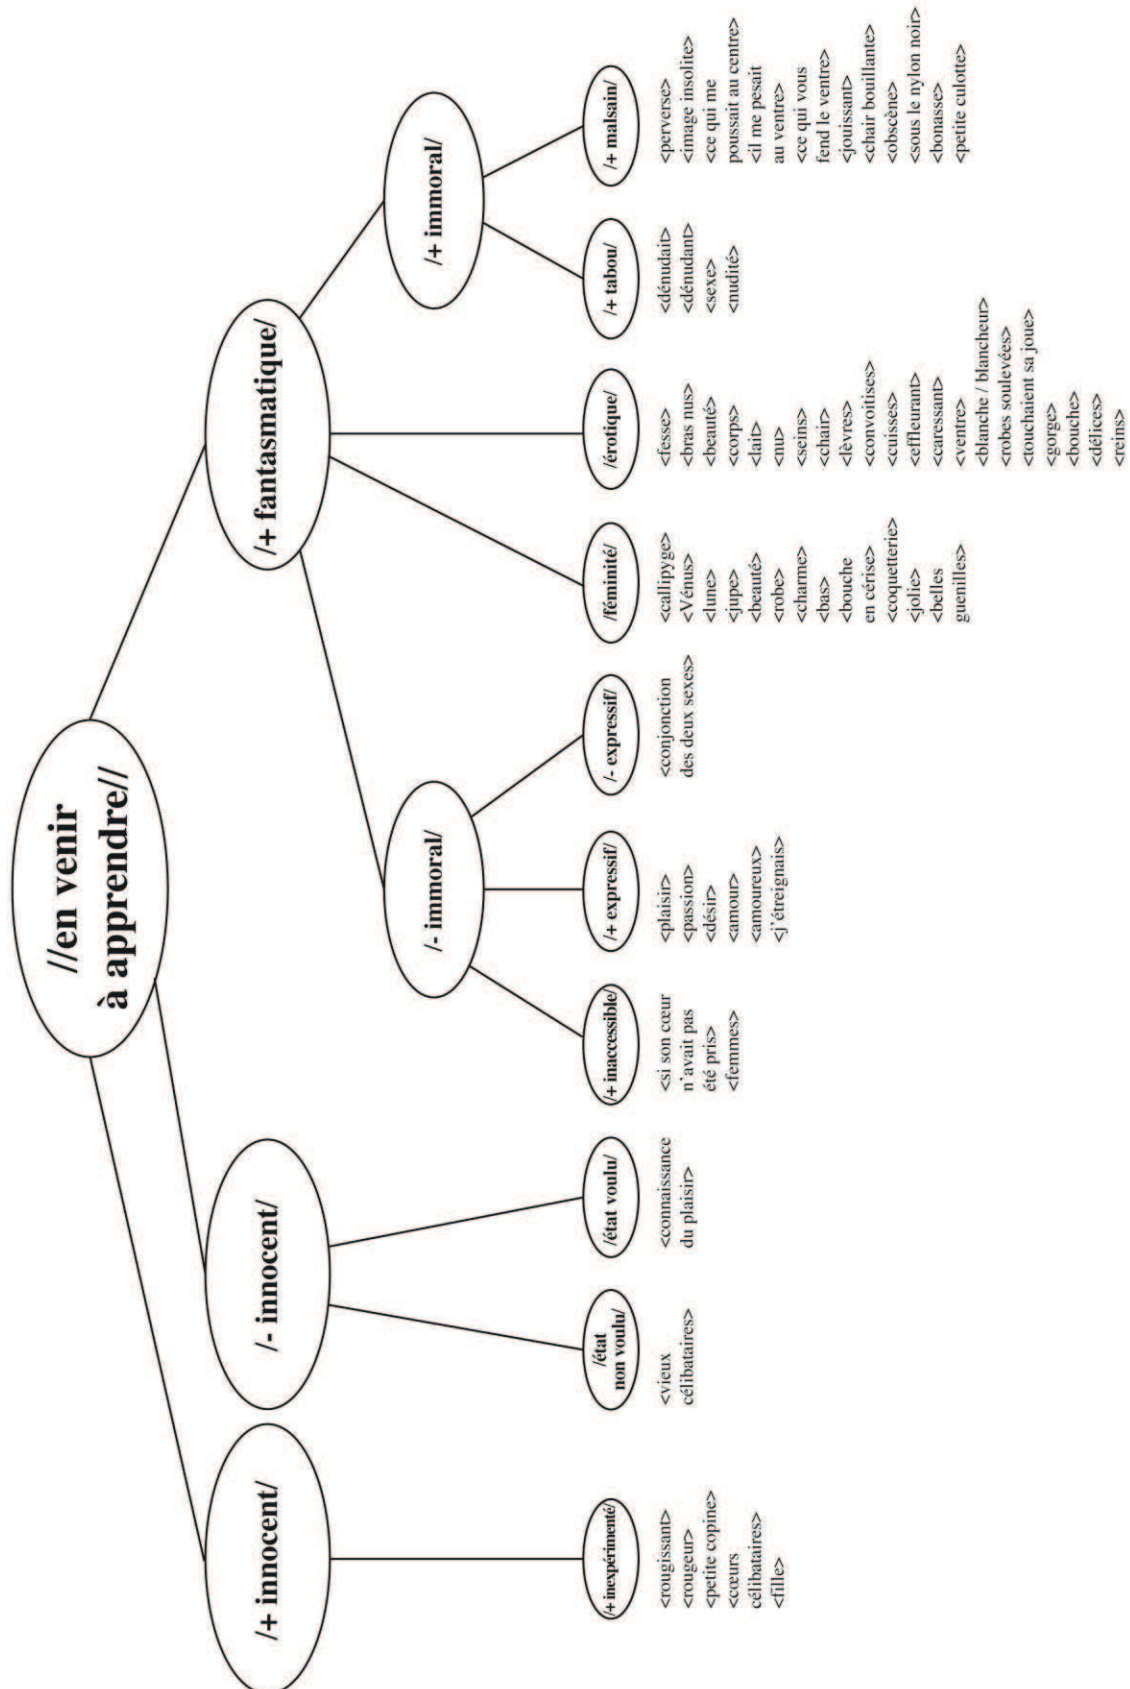 //en venir
à apprendre//
/+ innocent/
/- innocent/
/+ fantasmatique/
/- immoral/
/+ immoral/
/+ inexpérimenté/
<rougissant>
<rougeur>
<petite copine>
<cœurs
célibataires>
<fille>
/état
non voulu/
<vieux
célibataires>
/état voulu/
<connaissance
du plaisir>
/+ inaccessible/
<si son cœur
n'avait pas
été pris>
<femmes>
/+ expressif/
<plaisir>
<passion>
<désir>
<amour>
<amoureux>
<j'étreignais>
/- expressif/
<conjonction
des deux sexes>
/féminité/
<callipyge>
<Vénus>
<lune>
<jupe>
<beauté>
<robe>
<charme>
<bas>
<bouche
en cérise>
<coquetterie>
<jolie>
<belles
guenilles>
/érotique/
<fesse>
<bras nus>
<beauté>
<corps>
<lait>
<nu>
<seins>
<chair>
<lèvres>
<convoitises>
<cuisses>
<effleurant>
<caressant>
<ventre>
<blanche / blancheur>
<robes soulevées>
<touchaient sa joue>
<gorge>
<bouche>
<délices>
<reins>
/+ tabou/
<dénudait>
<dénudant>
<sexe>
<nudité>
/+ malsain/
<perverse>
<image insolite>
<ce qui me
poussait au centre>
<il me pesait
au ventre>
<ce qui vous
fend le ventre>
<jouissant>
<chair bouillante>
<obscène>
<sous le nylon noir>
<bonasse>
<petite culotte>